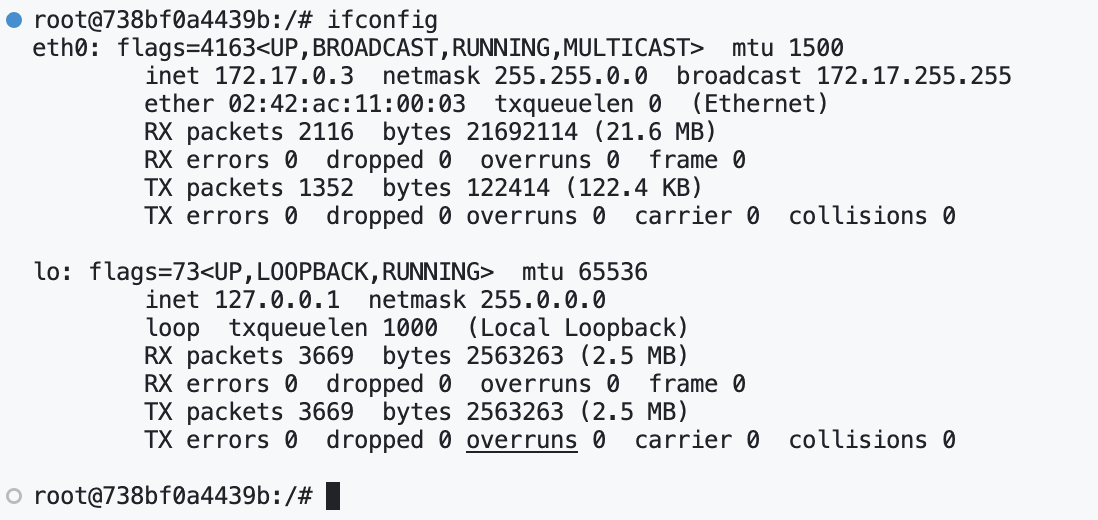 root@738bf0a4439b:/# ifconfig
eth0: flags=4163<UP,BROADCAST,RUNNING,MULTICAST>  mtu 1500
        inet 172.17.0.3  netmask 255.255.0.0  broadcast 172.17.255.255
        ether 02:42:ac:11:00:03  txqueuelen 0  (Ethernet)
        RX packets 2116  bytes 21692114 (21.6 MB)
        RX errors 0  dropped 0  overruns 0  frame 0
        TX packets 1352  bytes 122414 (122.4 KB)
        TX errors 0  dropped 0 overruns 0  carrier 0  collisions 0

lo: flags=73<UP,LOOPBACK,RUNNING>  mtu 65536
        inet 127.0.0.1  netmask 255.0.0.0
        loop  txqueuelen 1000  (Local Loopback)
        RX packets 3669  bytes 2563263 (2.5 MB)
        RX errors 0  dropped 0  overruns 0  frame 0
        TX packets 3669  bytes 2563263 (2.5 MB)
        TX errors 0  dropped 0 overruns 0  carrier 0  collisions 0

root@738bf0a4439b:/#